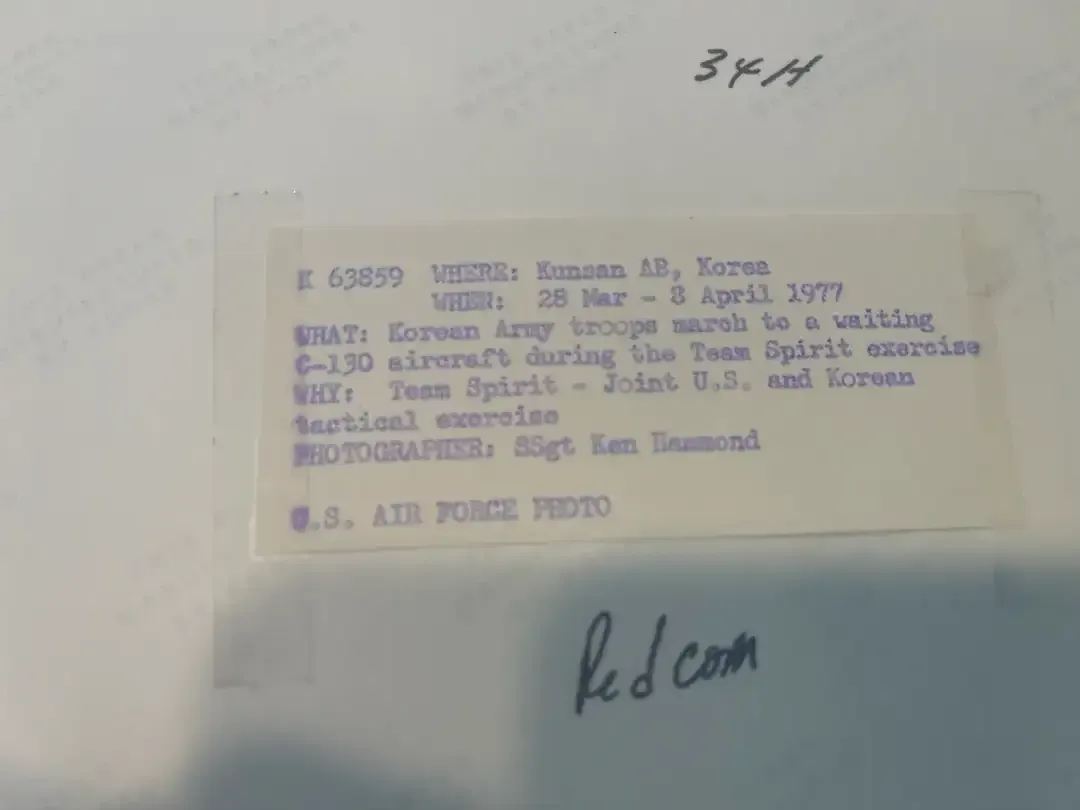 34H
K 63859 WHERE: Kunsan AB, Korea
WHEN: 28 Mar - 8 April 1977
WHAT: Korean Army troops march to a waiting
C-130 aircraft during the Team Spirit exercise
WHY: Team Spirit - Joint U.S. and Korean
tactical exercise
PHOTOGRAPHER: SSgt Ken Hammond
U.S. AIR FORCE PHOTO
Red com